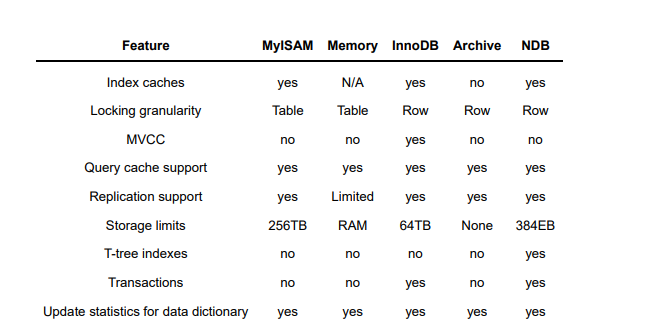 Feature MyISAM Memory InnoDB Archive NDB
Index caches yes N/A yes no yes
Locking granularity Table Table Row Row Row
MVCC no no yes no no
Query cache support yes yes yes yes yes
Replication support yes Limited yes yes yes
Storage limits 256TB RAM 64TB None 384EB
T-tree indexes no no no no yes
Transactions no no yes no yes
Update statistics for data dictionary yes yes yes yes yes